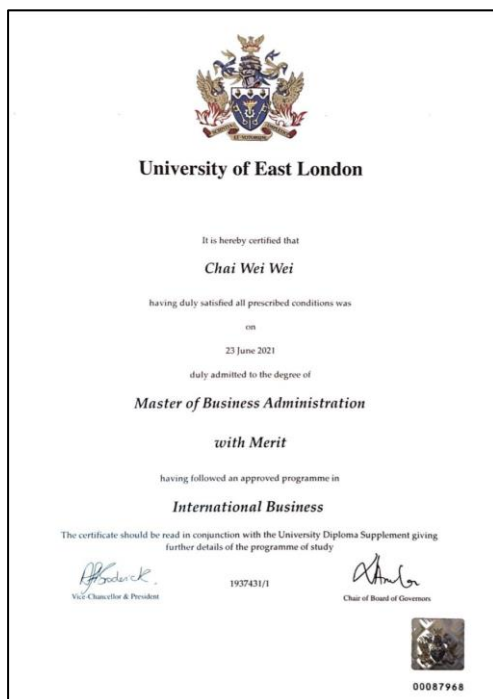 University of East London
It is hereby certified that
Chai Wei Wei
having duly satisfied all prescribed conditions was
on
23 June 2021
duly admitted to the degree of
Master of Business Administration
with Merit
having followed an approved programme in
International Business
The certificate should be read in conjunction with the University Diploma Supplement giving
further details of the programme of study
Vice-Chancellor & President
1937431/1
Chair of Board of Governors
00087968